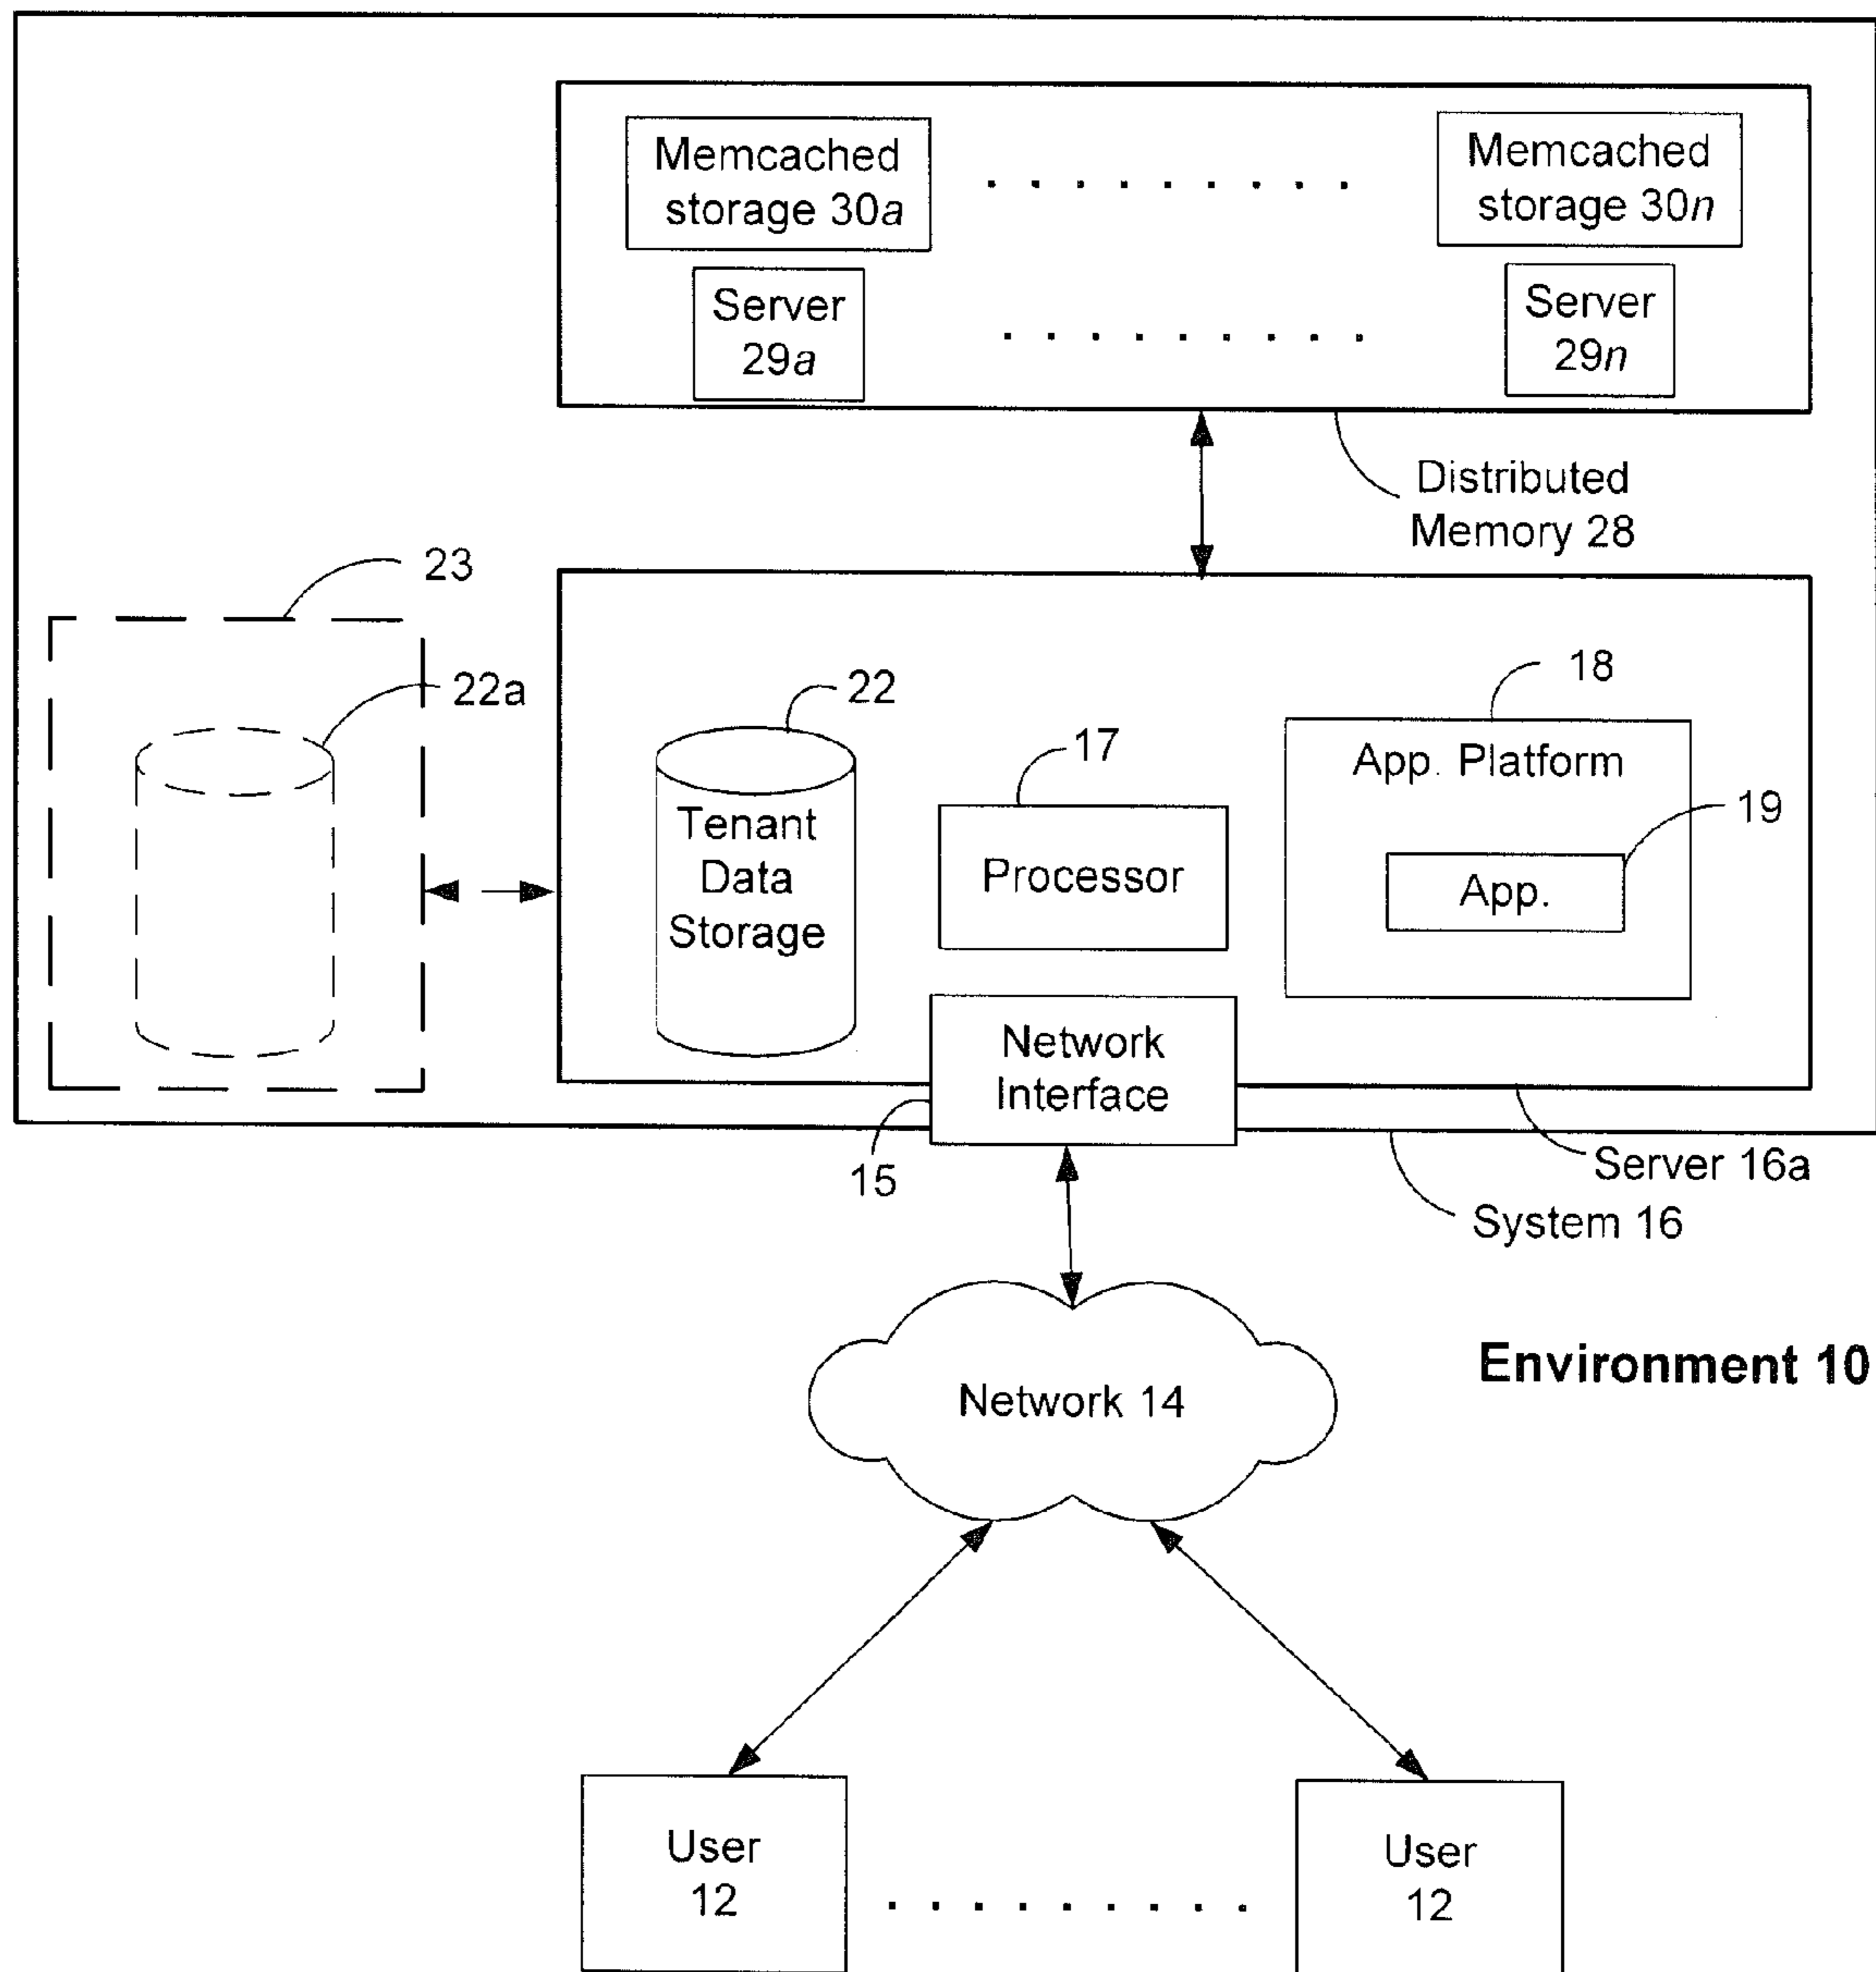 Memcached
storage 30a
Memcached
storage 30n
Server
29a
Server
29n
Distributed
Memory 28
23
22a
22
17
18
App. Platform
19
App.
Tenant
Data
Storage
Processor
Network
Interface
15
Server 16a
System 16
Environment 10
Network 14
User
12
User
12